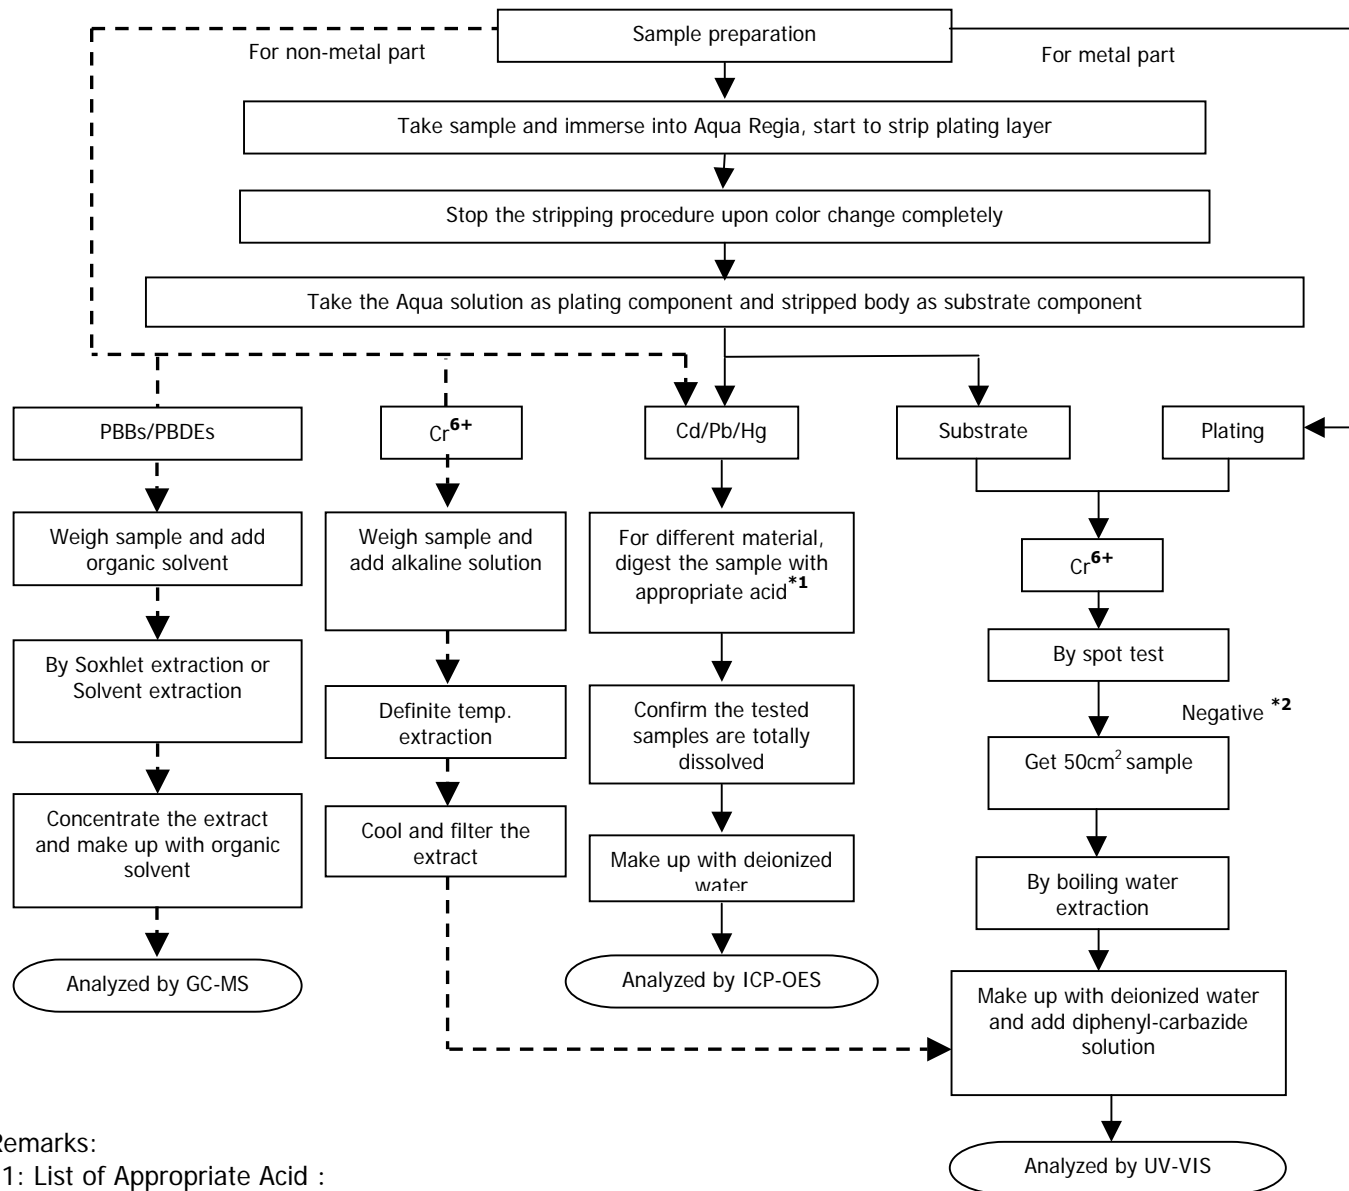 Sample preparation
For non-metal part
For metal part
Take sample and immerse into Aqua Regia, start to strip plating layer
Stop the stripping procedure upon color change completely
Take the Aqua solution as plating component and stripped body as substrate component
PBBs/PBDEs
Cr6+
Cd/Pb/Hg
Substrate
Plating
Weigh sample and add
organic solvent
Weigh sample and
add alkaline solution
For different material,
digest the sample with
appropriate acid*1
Cr6+
By Soxhlet extraction or
Solvent extraction
Definite temp.
extraction
Confirm the tested
samples are totally
dissolved
By spot test
Negative *2
Get 50cm2 sample
Concentrate the extract
and make up with organic
solvent
Cool and filter the
extract
Make up with deionized
water
By boiling water
extraction
Analyzed by GC-MS
Analyzed by ICP-OES
Make up with deionized water
and add diphenyl-carbazide
solution
Analyzed by UV-VIS
Remarks:
1: List of Appropriate Acid :